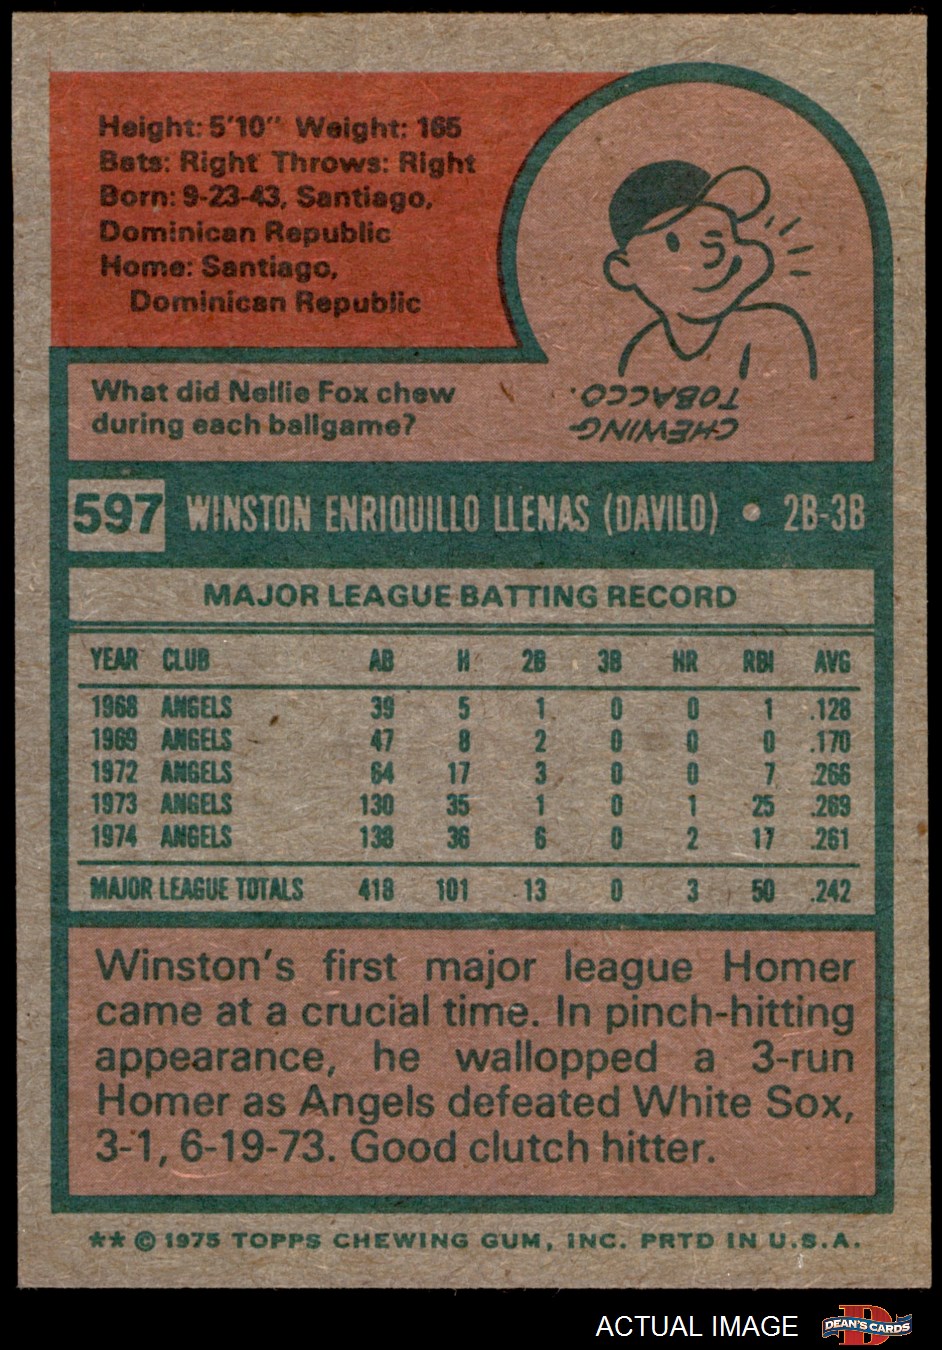 Height: 5'10" Weight: 165
Bats: Right Throws: Right
Born: 9-23-43, Santiago,
Dominican Republic
Home: Santiago,
Dominican Republic
What did Nellie Fox chew
during each ballgame?
CHEWING
TOBACCO.
597 WINSTON ENRIQUILLO LLENAS (DAVILO) • 2B-3B
MAJOR LEAGUE BATTING RECORD
YEAR CLUB AB H 2B 3B HR RBI AVG
1968 ANGELS 39 5 1 0 0 1 .128
1969 ANGELS 47 8 2 0 0 0 .170
1972 ANGELS 64 17 3 0 0 7 .266
1973 ANGELS 130 35 1 0 1 25 .269
1974 ANGELS 138 36 6 0 2 17 .261
MAJOR LEAGUE TOTALS 418 101 13 0 3 50 .242
Winston's first major league Homer
came at a crucial time. In pinch-hitting
appearance, he wallopped a 3-run
Homer as Angels defeated White Sox,
3-1, 6-19-73. Good clutch hitter.
** © 1975 TOPPS CHEWING GUM, INC. PRTD IN U.S.A.
ACTUAL IMAGE
D
DEAN'S CARDS